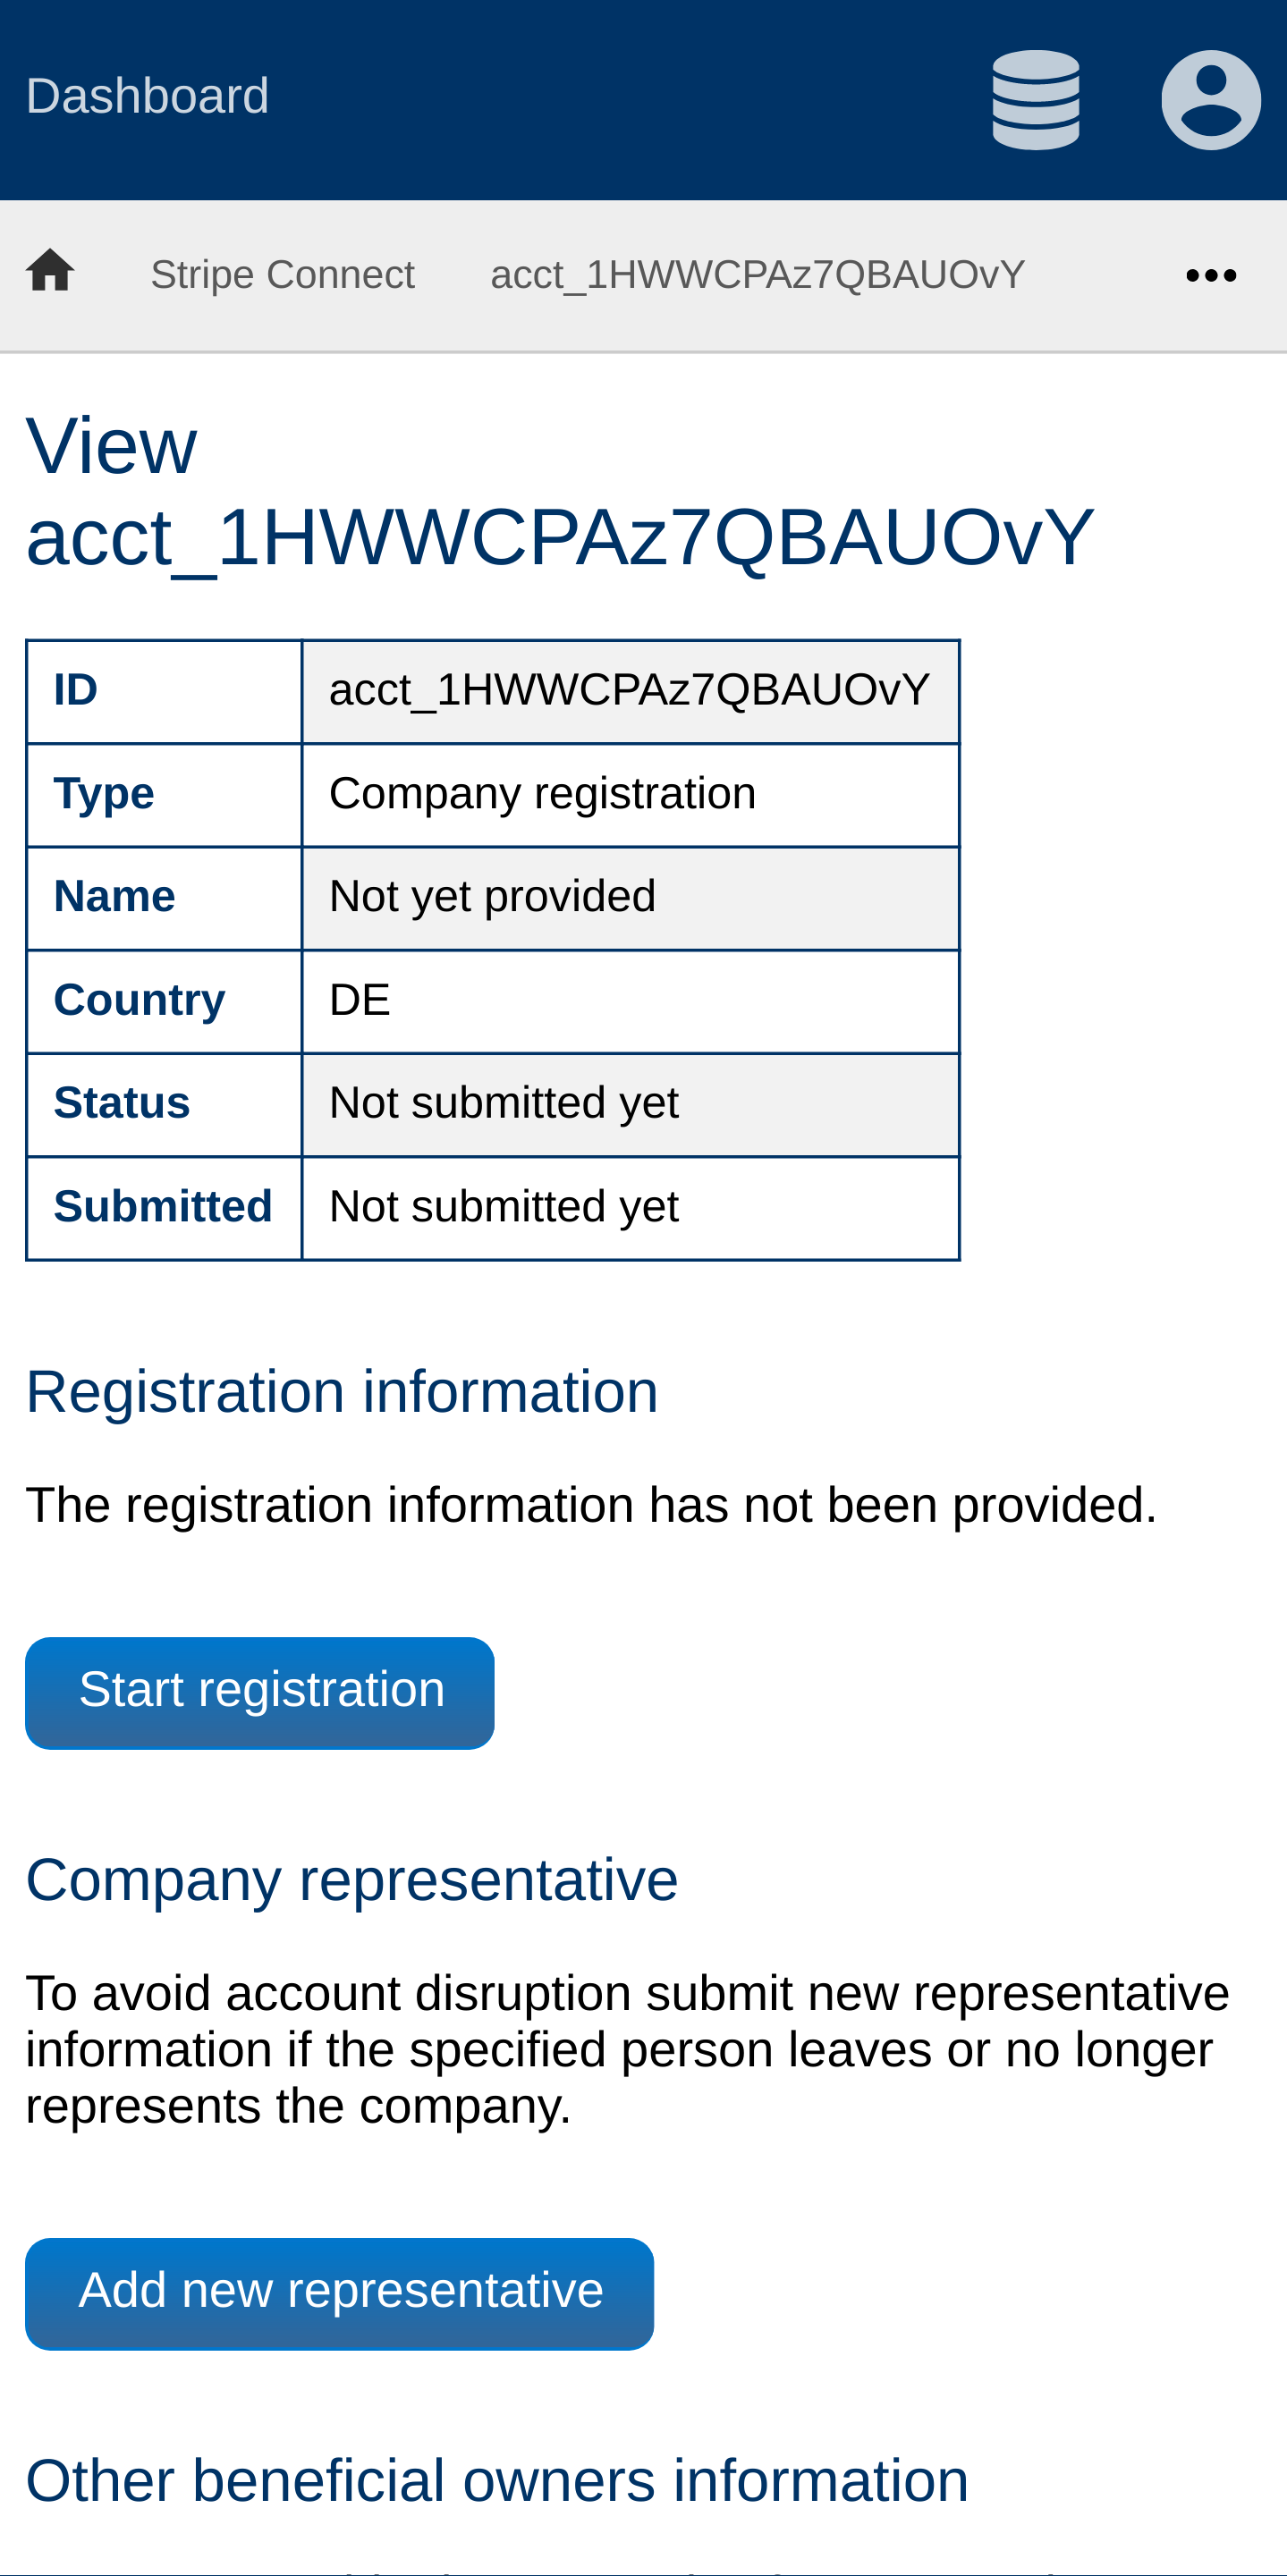 Dashboard
Stripe Connect acct_1HWWCPAz7QBAUOvY
View
acct_1HWWCPAz7QBAUOvY
ID acct_1HWWCPAz7QBAUOvY
Type Company registration
Name Not yet provided
Country DE
Status Not submitted yet
Submitted Not submitted yet
Registration information
The registration information has not been provided.
Start registration
Company representative
To avoid account disruption submit new representative
information if the specified person leaves or no longer
represents the company.
Add new representative
Other beneficial owners information